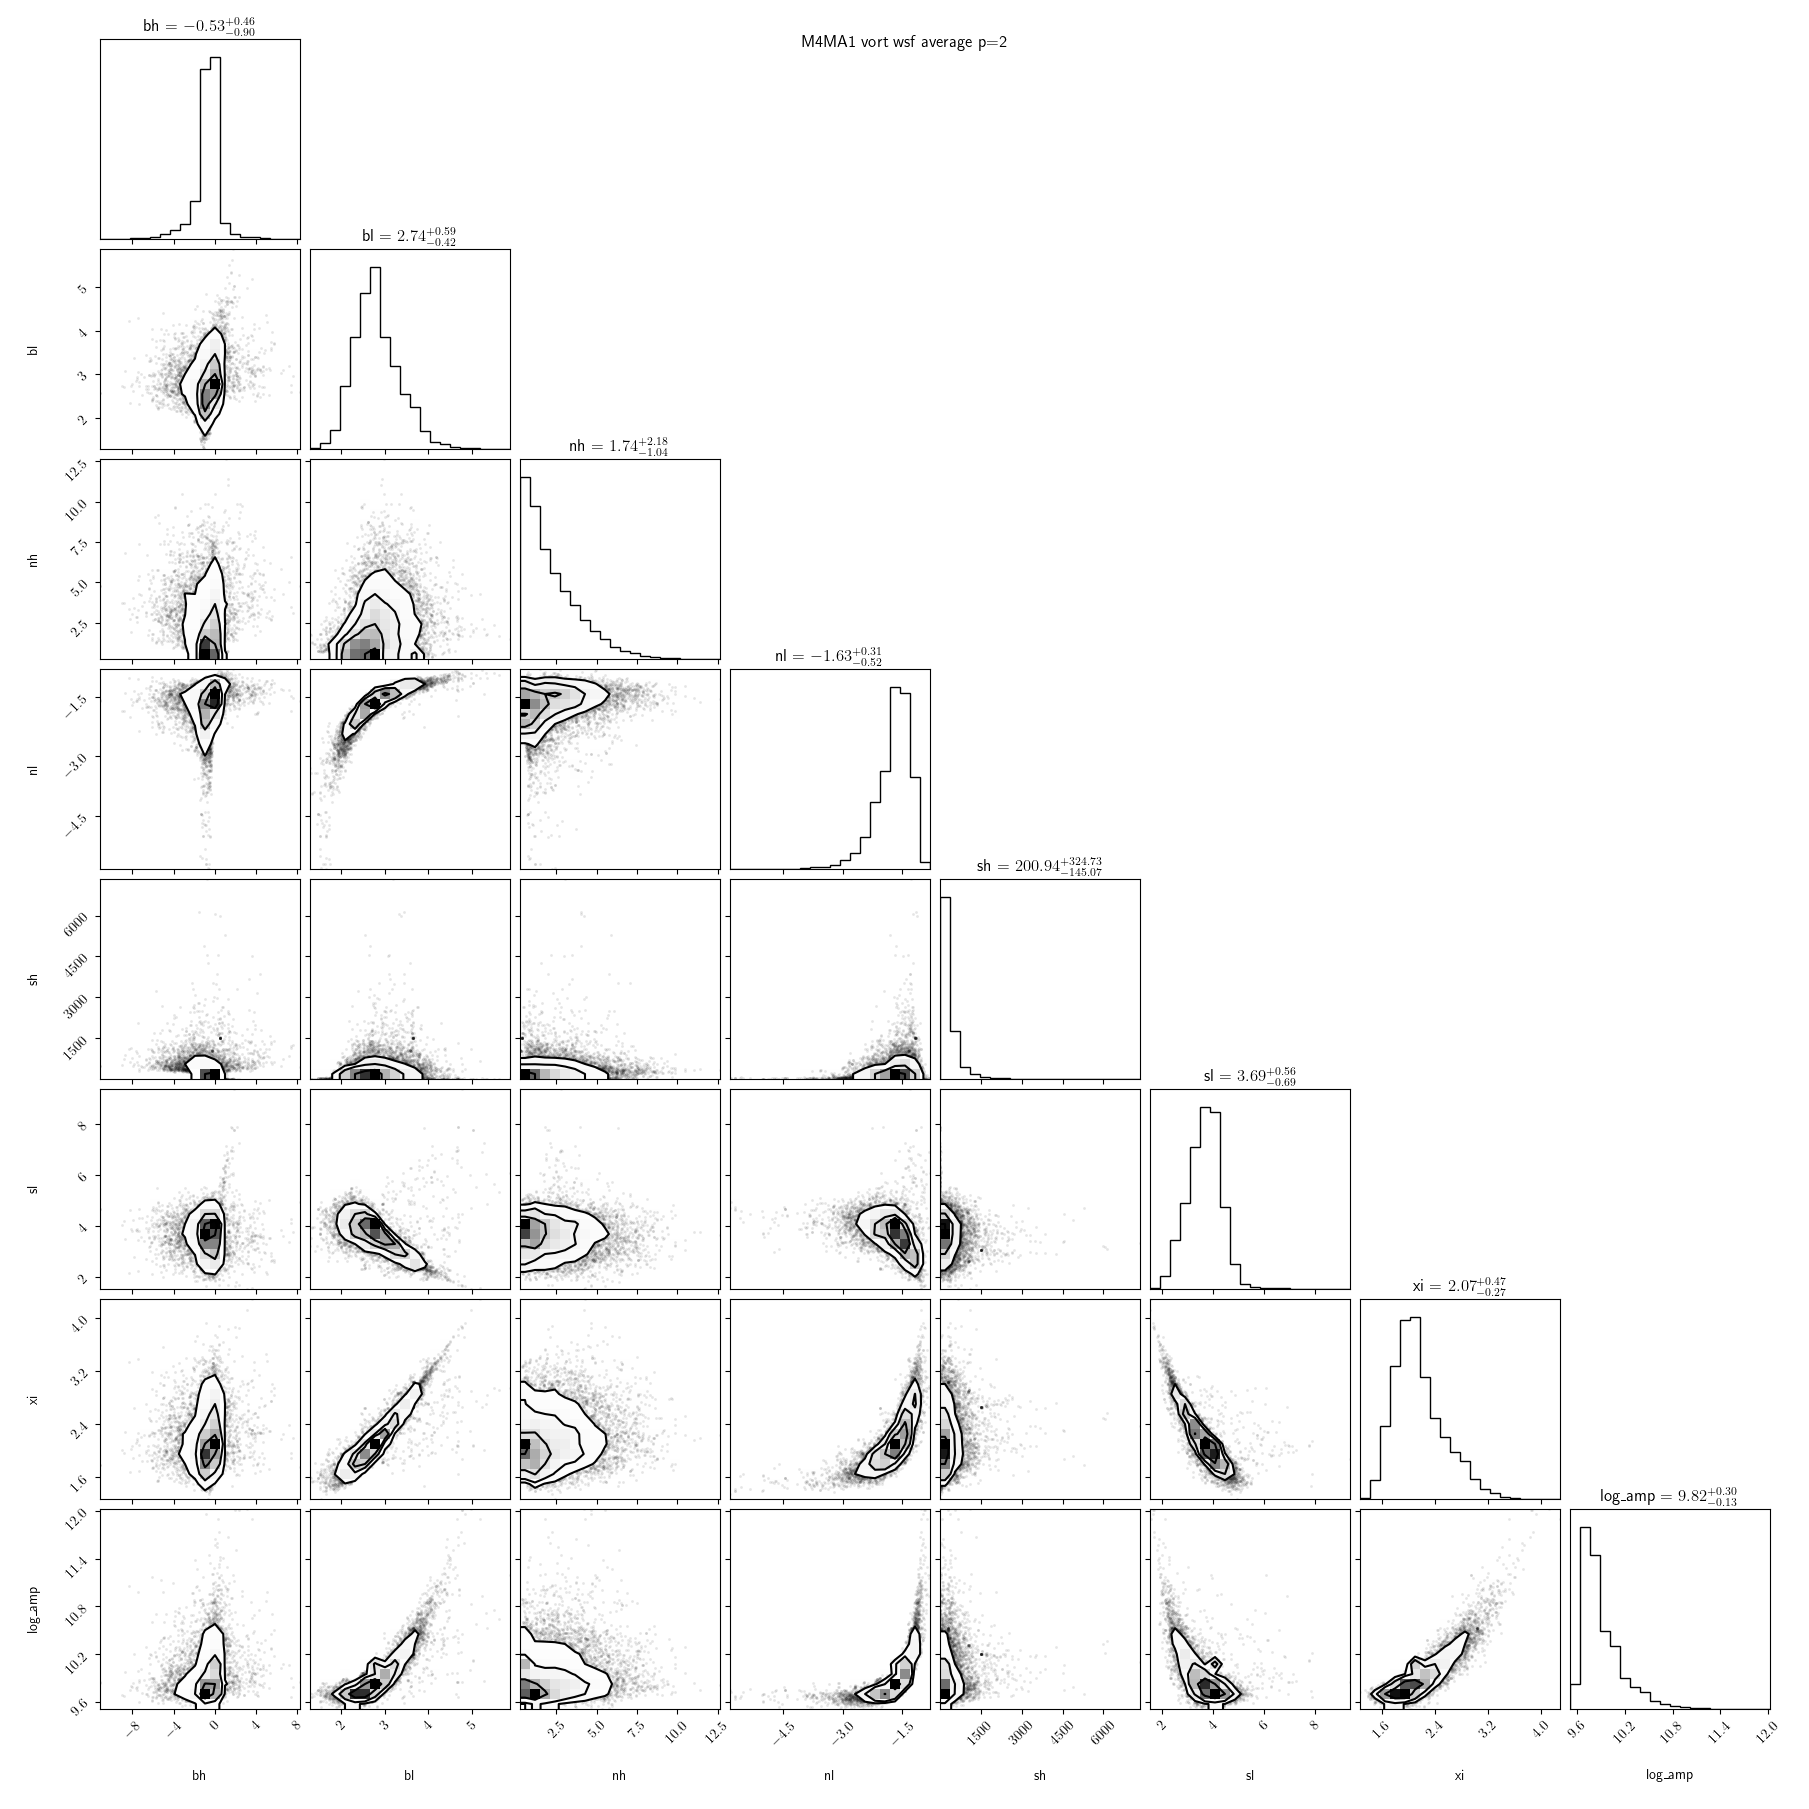 M4MA1 vort wsf average p=2
bh = −0.53+0.46 −0.90
bl = 2.74+0.59 −0.42
bl
5
4
3
2
nh = 1.74+2.18 −1.04
nh
12.5
10.0
7.5
5.0
2.5
nl = −1.63+0.31 −0.52
nl
−1.5
−3.0
−4.5
sh = 200.94+324.73 −145.07
sh
6000
4500
3000
1500
sl = 3.69+0.56 −0.69
sl
8
6
4
2
xi = 2.07+0.47 −0.27
xi
4.0
3.2
2.4
1.6
log_amp = 9.82+0.30 −0.13
log_amp
12.0
11.4
10.8
10.2
9.6
−8 −4 0 4 8
2 3 4 5
2.5 5.0 7.5 10.0 12.5
−4.5 −3.0 −1.5
1500 3000 4500 6000
2 4 6 8
1.6 2.4 3.2 4.0
9.6 10.2 10.8 11.4 12.0
bh bl nh nl sh sl xi log_amp